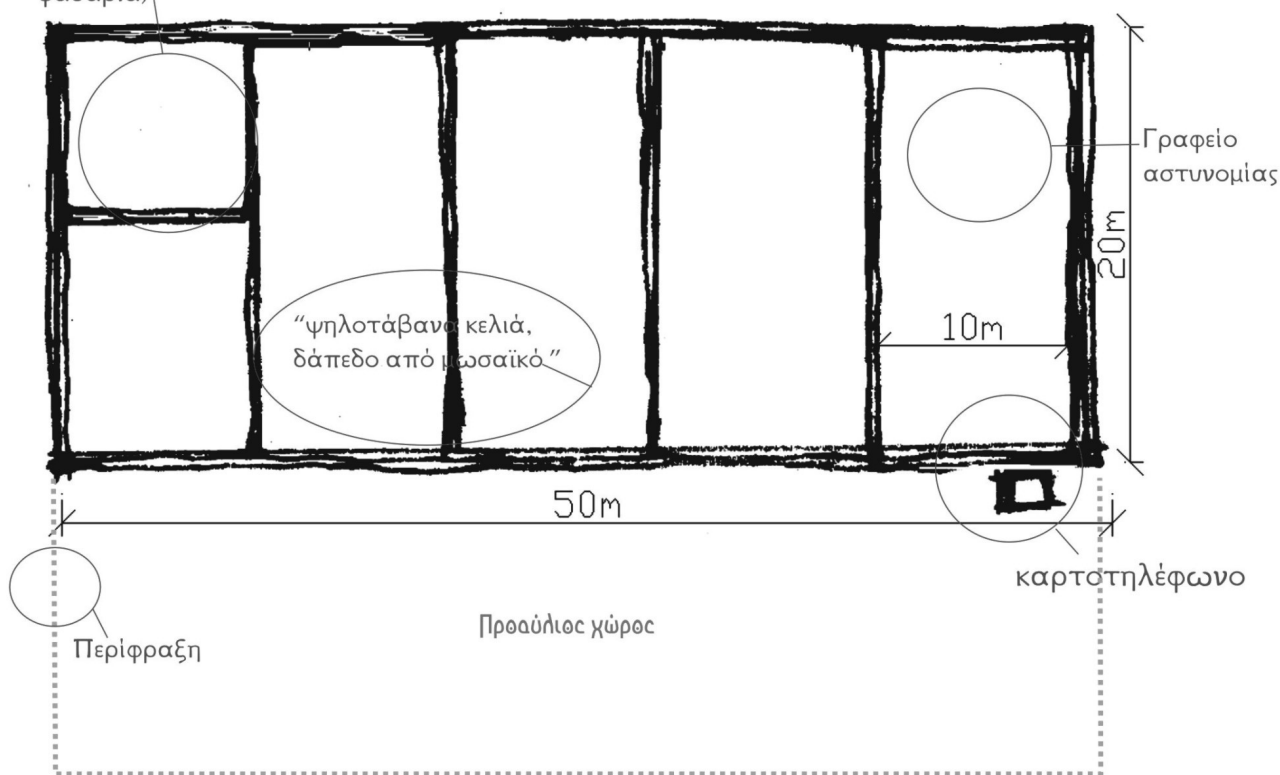 Γραφείο
αστυνομίας
20m
10m
"ψηλοτάβανα κελιά,
δάπεδο από μωσαϊκό."
50m
καρτοτηλέφωνο
Προαύλιος χώρος
Περίφραξη